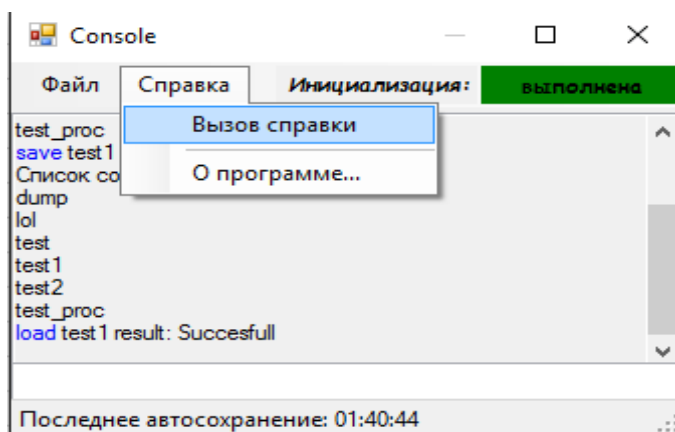 Console
Файл Справка Инициализация: выполнена
Вызов справки
О программе...
test_proc
save test1
Список со
dump
lol
test
test1
test2
test_proc
load test1 result: Succesfull
Последнее автосохранение: 01:40:44